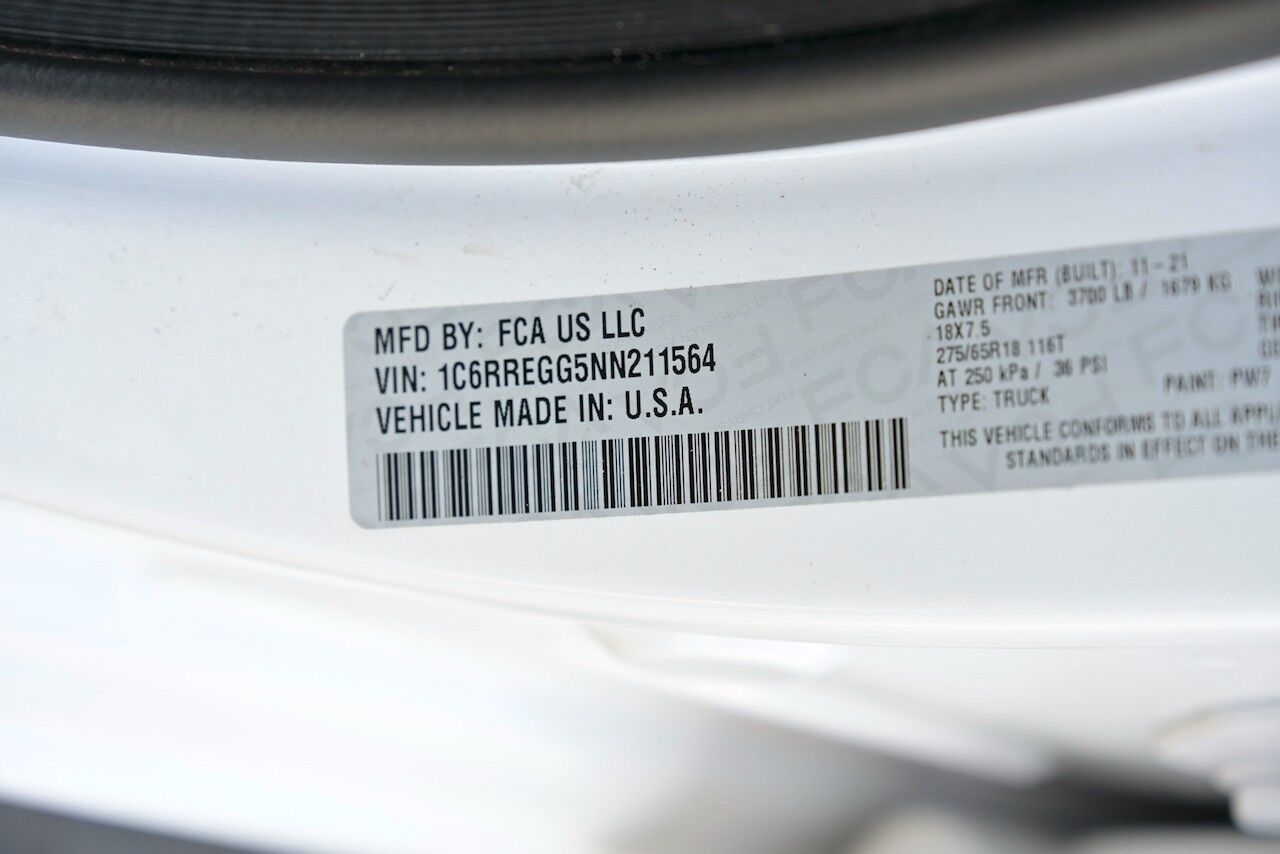 MFD BY: FCA US LLC
VIN: 1C6RREGG5NN211564
VEHICLE MADE IN: U.S.A.
DATE OF MFR (BUILT): 11-21
GAWR FRONT: 3700 LB / 1679 KG
18X7.5
275/65R18 116T
AT 250 kPa / 36 PSI
TYPE: TRUCK PAINT: PW7
THIS VEHICLE CONFORMS TO ALL
STANDARDS IN EFFECT ON THE